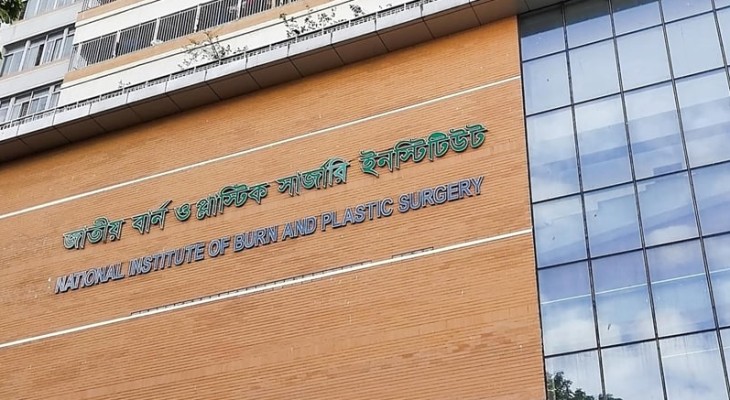 জাতীয় বার্ন ও প্লাস্টিক সার্জারি ইনস্টিটিউট
NATIONAL INSTITUTE OF BURN AND PLASTIC SURGERY